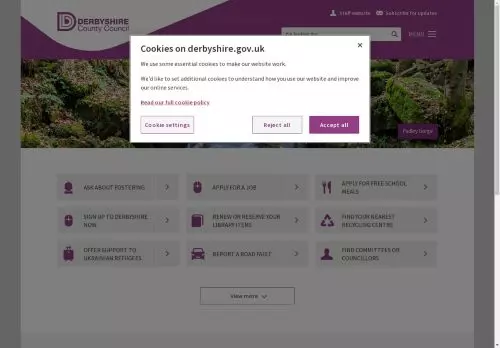 DERBYSHIRE
County Council
Staff website
Subscribe for updates
MENU
Cookies on derbyshire.gov.uk
We use some essential cookies to make our website work.
We'd like to set additional cookies to understand how you use our website and improve
our online services.
Read our full cookie policy
Cookie settings
Reject all
Accept all
Padley Gorge
ASK ABOUT FOSTERING
APPLY FOR A JOB
APPLY FOR FREE SCHOOL
MEALS
SIGN UP TO DERBYSHIRE
NOW
RENEW OR RESERVE YOUR
LIBRARY ITEMS
FIND YOUR NEAREST
RECYCLING CENTRE
OFFER SUPPORT TO
UKRAINIAN REFUGEES
REPORT A ROAD FAULT
FIND COMMITTEES OR
COUNCILLORS
View more